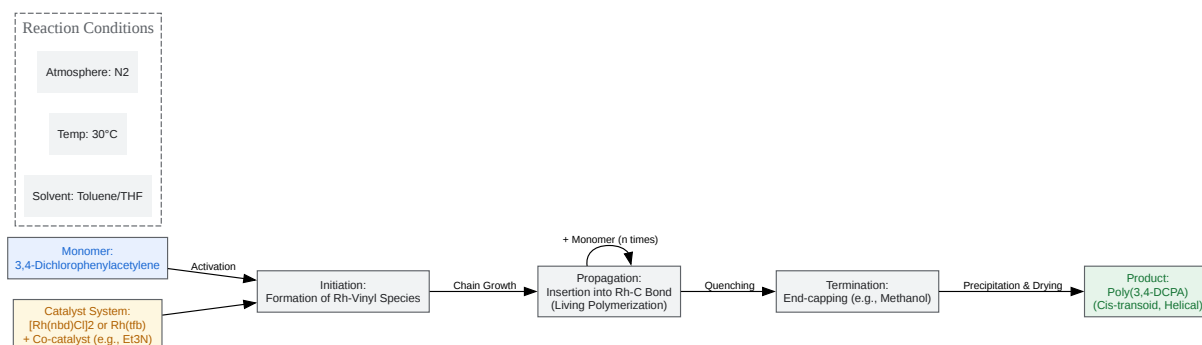 Reaction Conditions
Atmosphere: N2
Temp: 30°C
Solvent: Toluene/THF
Monomer:
3,4-Dichlorophenylacetylene
Catalyst System:
[Rh(nbd)Cl]2 or Rh(tfb)
+ Co-catalyst (e.g., Et3N)
Activation
Initiation:
Formation of Rh-Vinyl Species
Chain Growth
+ Monomer (n times)
Propagation:
Insertion into Rh-C Bond
(Living Polymerization)
Quenching
Termination:
End-capping (e.g., Methanol)
Precipitation & Drying
Product:
Poly(3,4-DCPA)
(Cis-transoid, Helical)